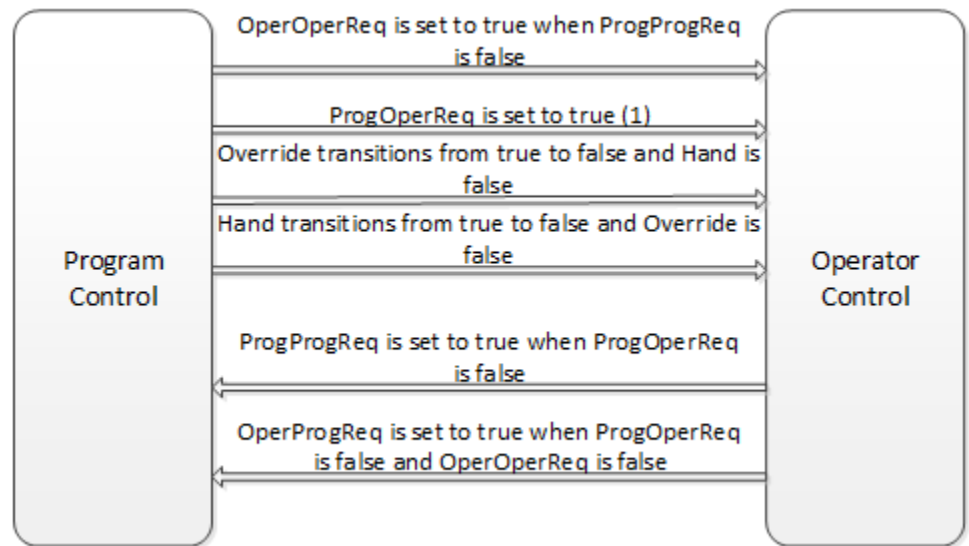 OperOperReq is set to true when ProgProgReq
is false
ProgOperReq is set to true (1)
Override transitions from true to false and Hand is
false
Hand transitions from true to false and Override is
false
Program
Control
Operator
Control
ProgProgReq is set to true when ProgOperReq
is false
OperProgReq is set to true when ProgOperReq
is false and OperOperReq is false